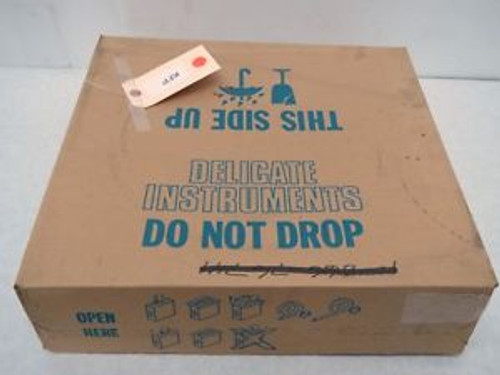 THIS SIDE UP
DELICATE
INSTRUMENTS
DO NOT DROP
OPEN
HERE